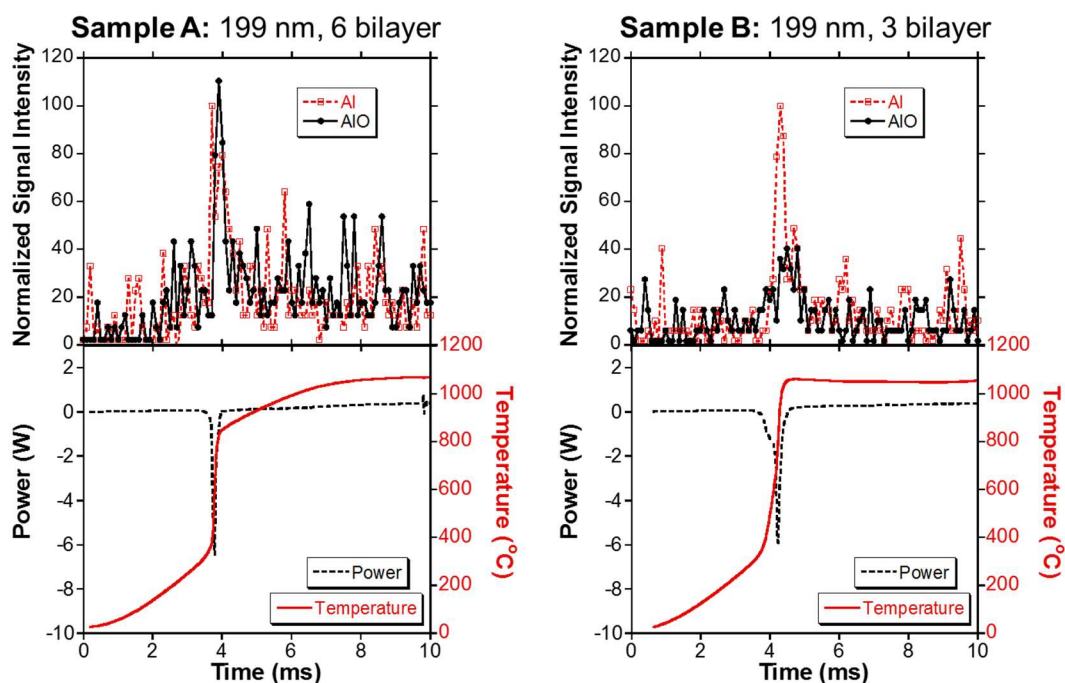 Sample A: 199 nm, 6 bilayer
Normalized Signal Intensity
120
100
80
60
40
20
0
Al
AlO
Power (W)
2
0
-2
-4
-6
-8
-10
1200
1000
800
600
400
200
0
Temperature (°C)
Power
Temperature
0 2 4 6 8 10
Time (ms)
Sample B: 199 nm, 3 bilayer
Normalized Signal Intensity
120
100
80
60
40
20
0
Al
AlO
Power (W)
2
0
-2
-4
-6
-8
-10
1200
1000
800
600
400
200
0
Temperature (°C)
Power
Temperature
0 2 4 6 8 10
Time (ms)